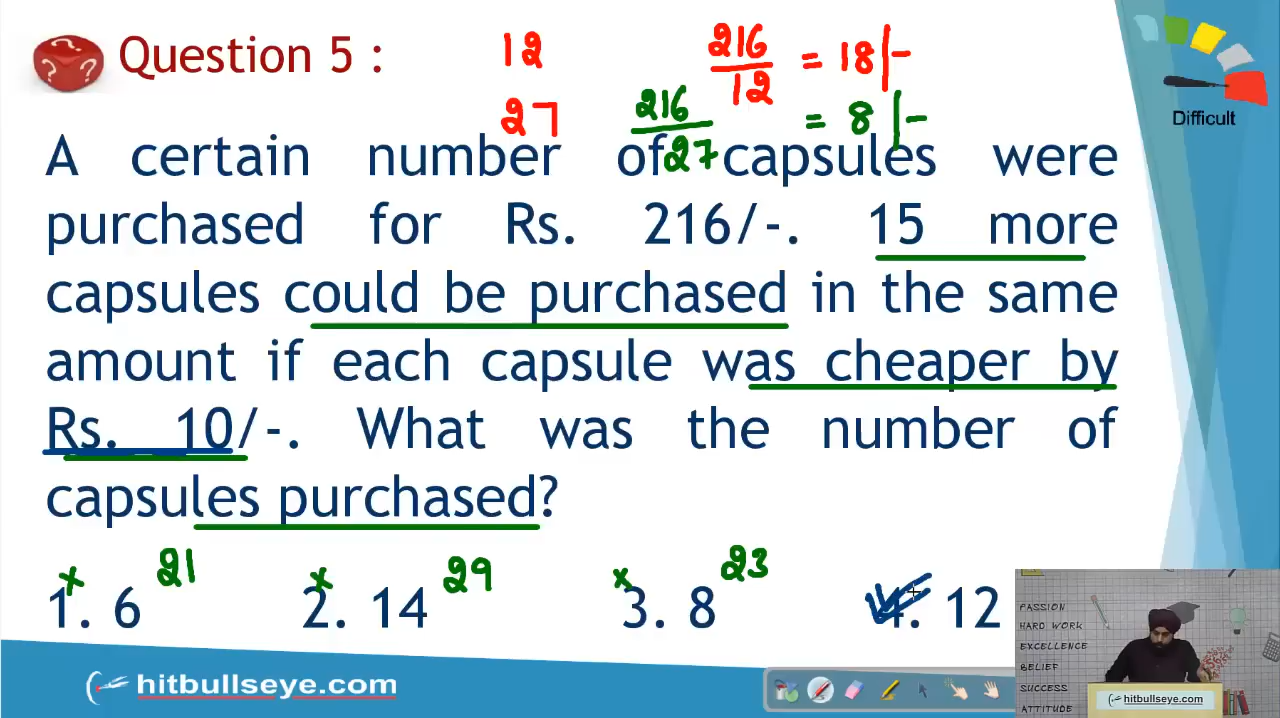 Question 5 :
12
216/12 = 18/-
Difficult
27
216/27 = 8/-
A certain number of capsules were
purchased for Rs. 216/-. 15 more
capsules could be purchased in the same
amount if each capsule was cheaper by
Rs. 10/-. What was the number of
capsules purchased?
x 21
x 29
x 23
1. 6
2. 14
3. 8
4. 12
PASSION
HARD WORK
EXCELLENCE
BELIEF
SUCCESS
ATTITUDE
hitbullseye.com
hitbullseye.com